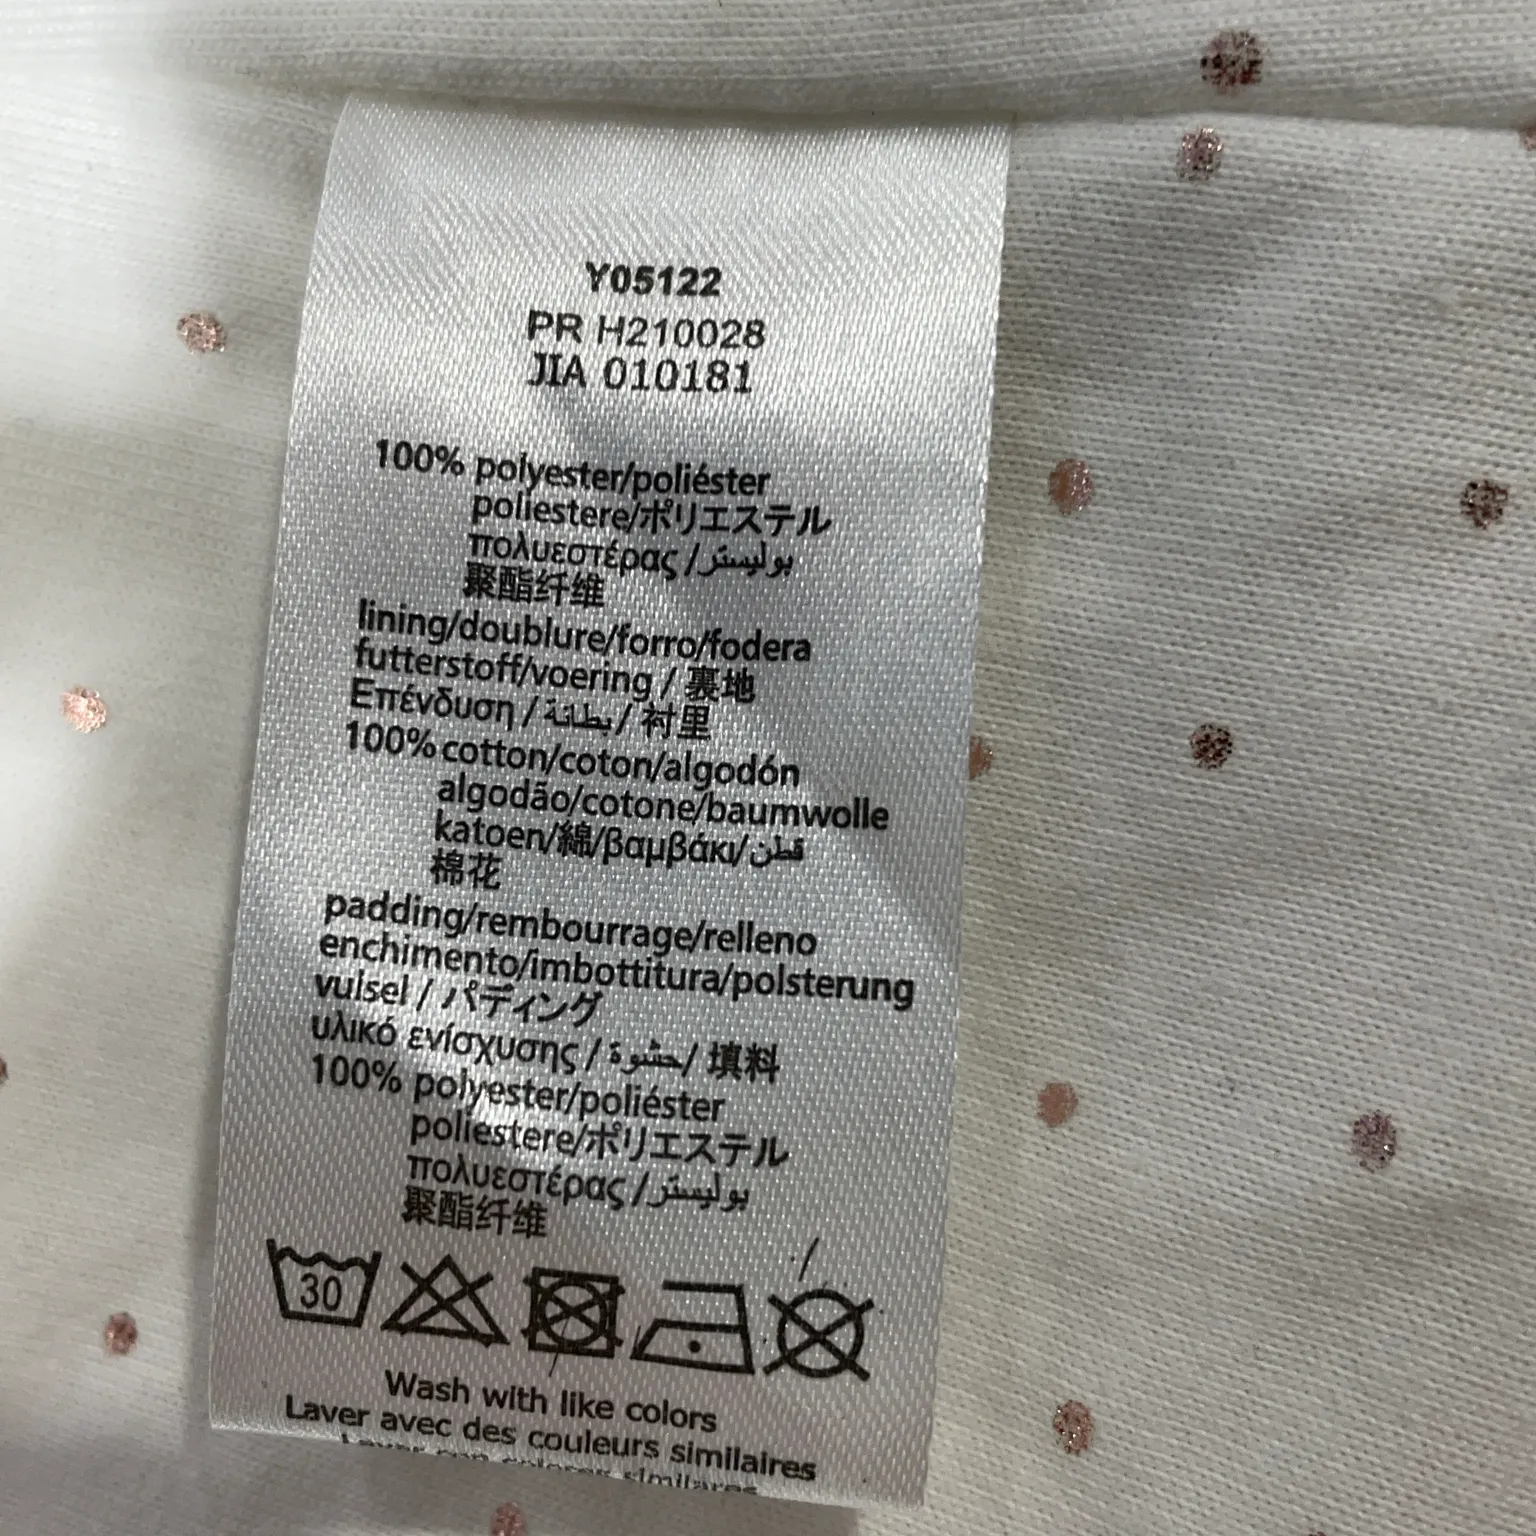 Y05122
PR H210028
JIA 010181
100% polyester/poliéster
poliestere/ポリエステル
πολυεστέρας / بوليستر
聚酯纤维
lining/doublure/forro/fodera
futterstoff/voering / 裏地
Επένδυση / بطانة / 衬里
100% cotton/coton/algodón
algodão/cotone/baumwolle
katoen/綿/βαμβάκι/قطن
棉花
padding/rembourrage/relleno
enchimento/imbottitura/polsterung
vulsel / パディング
υλικό ενίσχυσης / حشوة / 填料
100% polyester/poliéster
poliestere/ポリエステル
πολυεστέρας / بوليستر
聚酯纤维
30
Wash with like colors
Laver avec des couleurs similaires
Lavar con colores similares